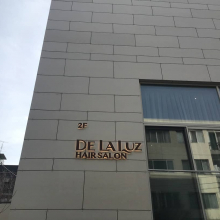 2F
DE LA LUZ
HAIR SALON